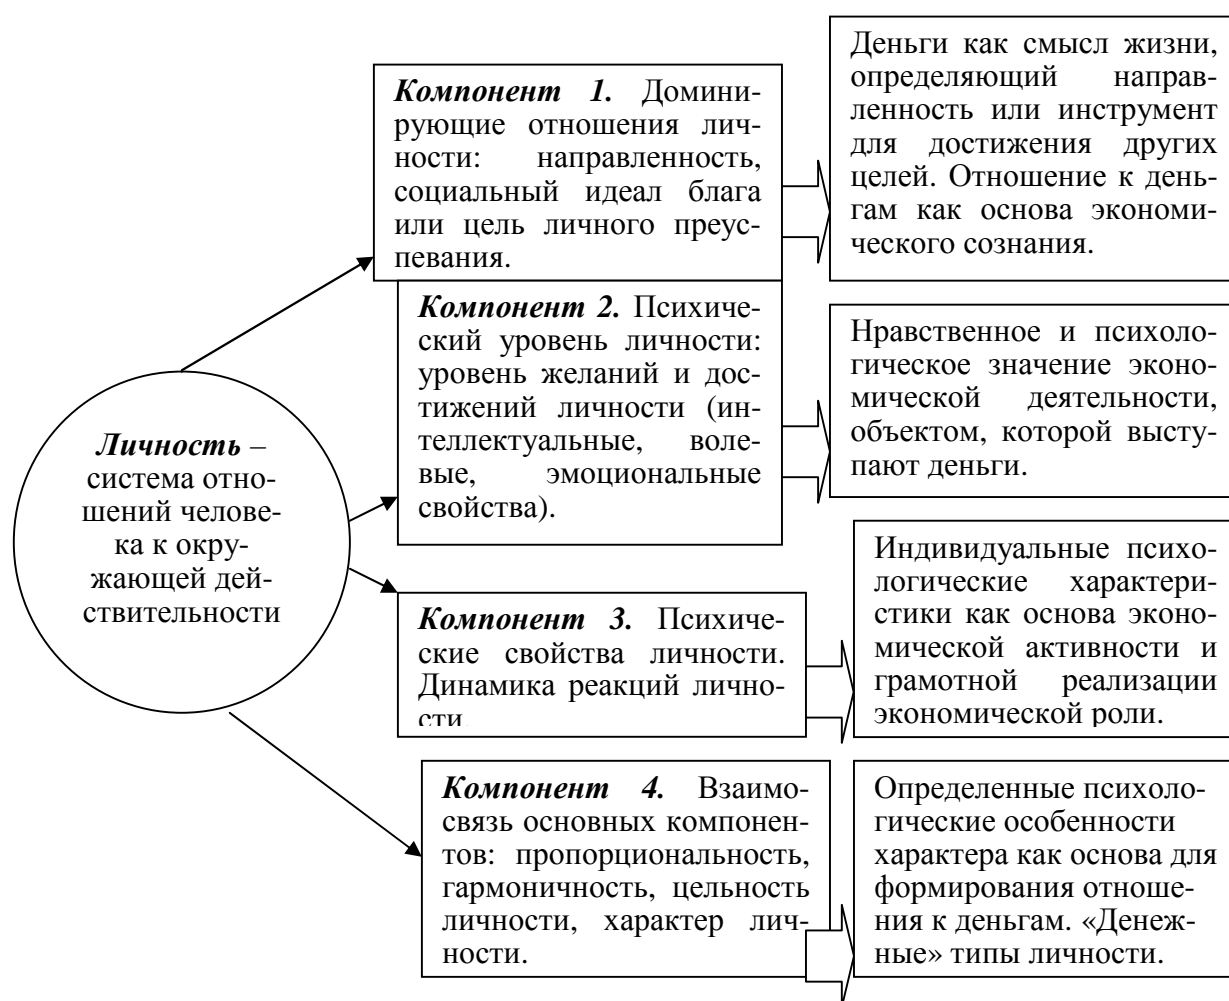 Личность –
система отно-
шений челове-
ка к окру-
жающей дей-
ствительности
Компонент 1. Домини-
рующие отношения лич-
ности: направленность,
социальный идеал блага
или цель личного преус-
певания.
Деньги как смысл жизни,
определяющий направ-
ленность или инструмент
для достижения других
целей. Отношение к день-
гам как основа экономи-
ческого сознания.
Компонент 2. Психиче-
ский уровень личности:
уровень желаний и дос-
тижений личности (ин-
теллектуальные, воле-
вые, эмоциональные
свойства).
Нравственное и психоло-
гическое значение эконо-
мической деятельности,
объектом, которой высту-
пают деньги.
Компонент 3. Психиче-
ские свойства личности.
Динамика реакций лично-
сти.
Индивидуальные психо-
логические характери-
стики как основа эконо-
мической активности и
грамотной реализации
экономической роли.
Компонент 4. Взаимо-
связь основных компонен-
тов: пропорциональность,
гармоничность, цельность
личности, характер лич-
ности.
Определенные психоло-
гические особенности
характера как основа для
формирования отноше-
ния к деньгам. «Денеж-
ные» типы личности.